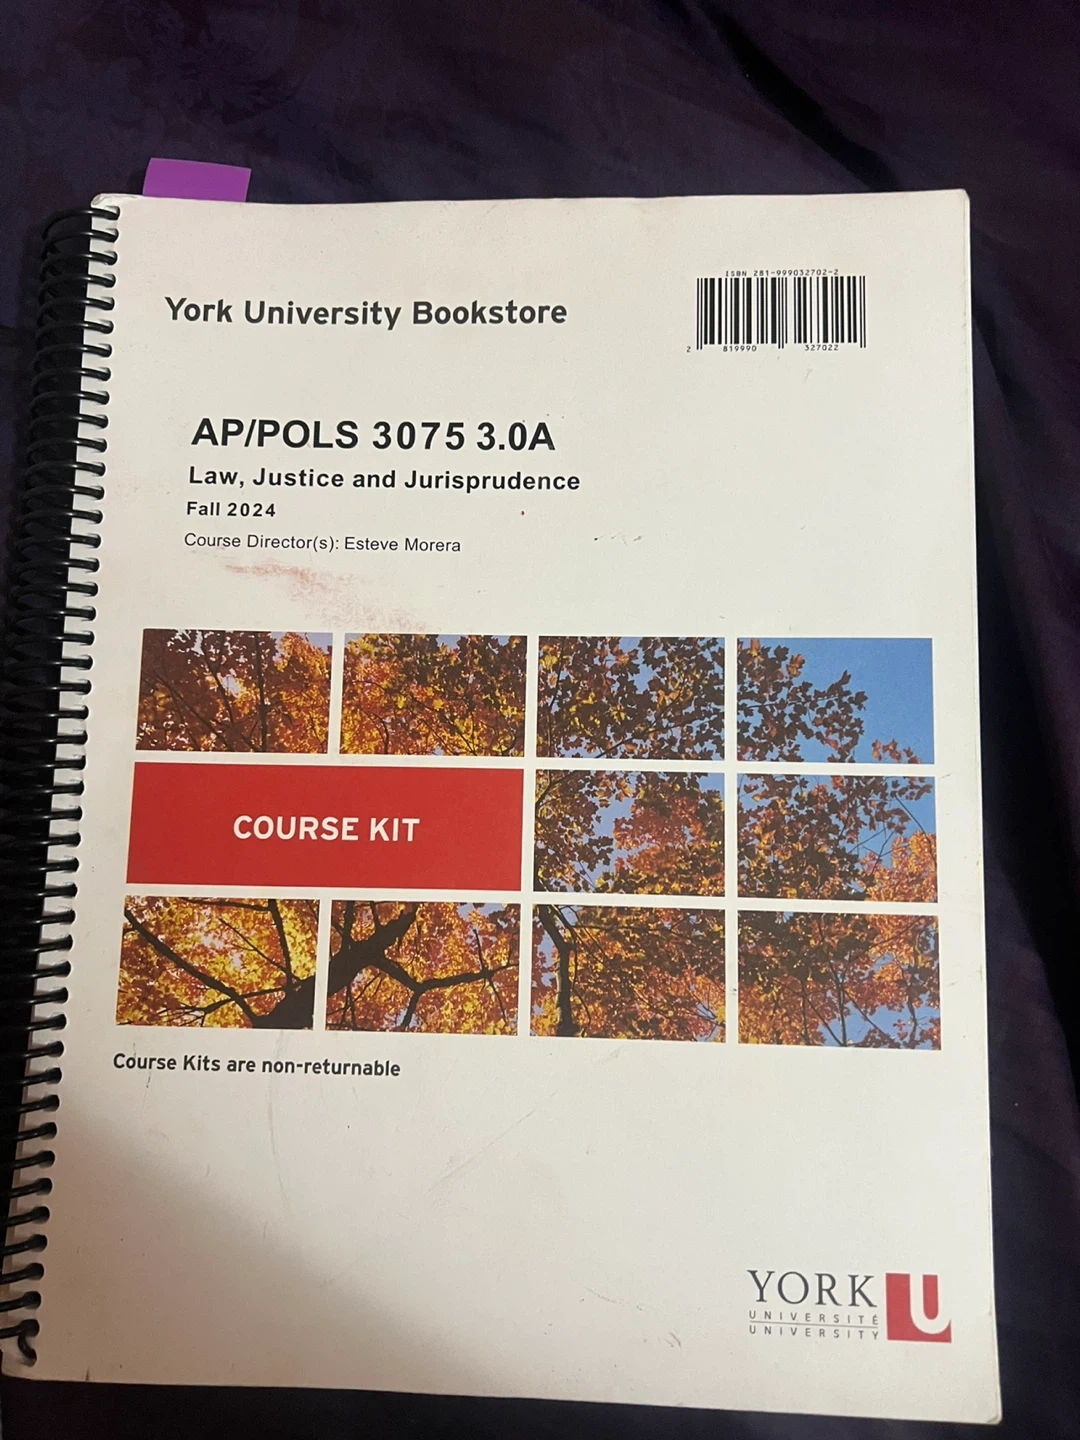 York University Bookstore
ISBN 281-999032702-2
2 819990 327022
AP/POLS 3075 3.0A
Law, Justice and Jurisprudence
Fall 2024
Course Director(s): Esteve Morera
COURSE KIT
Course Kits are non-returnable
YORK U
UNIVERSITÉ
UNIVERSITY